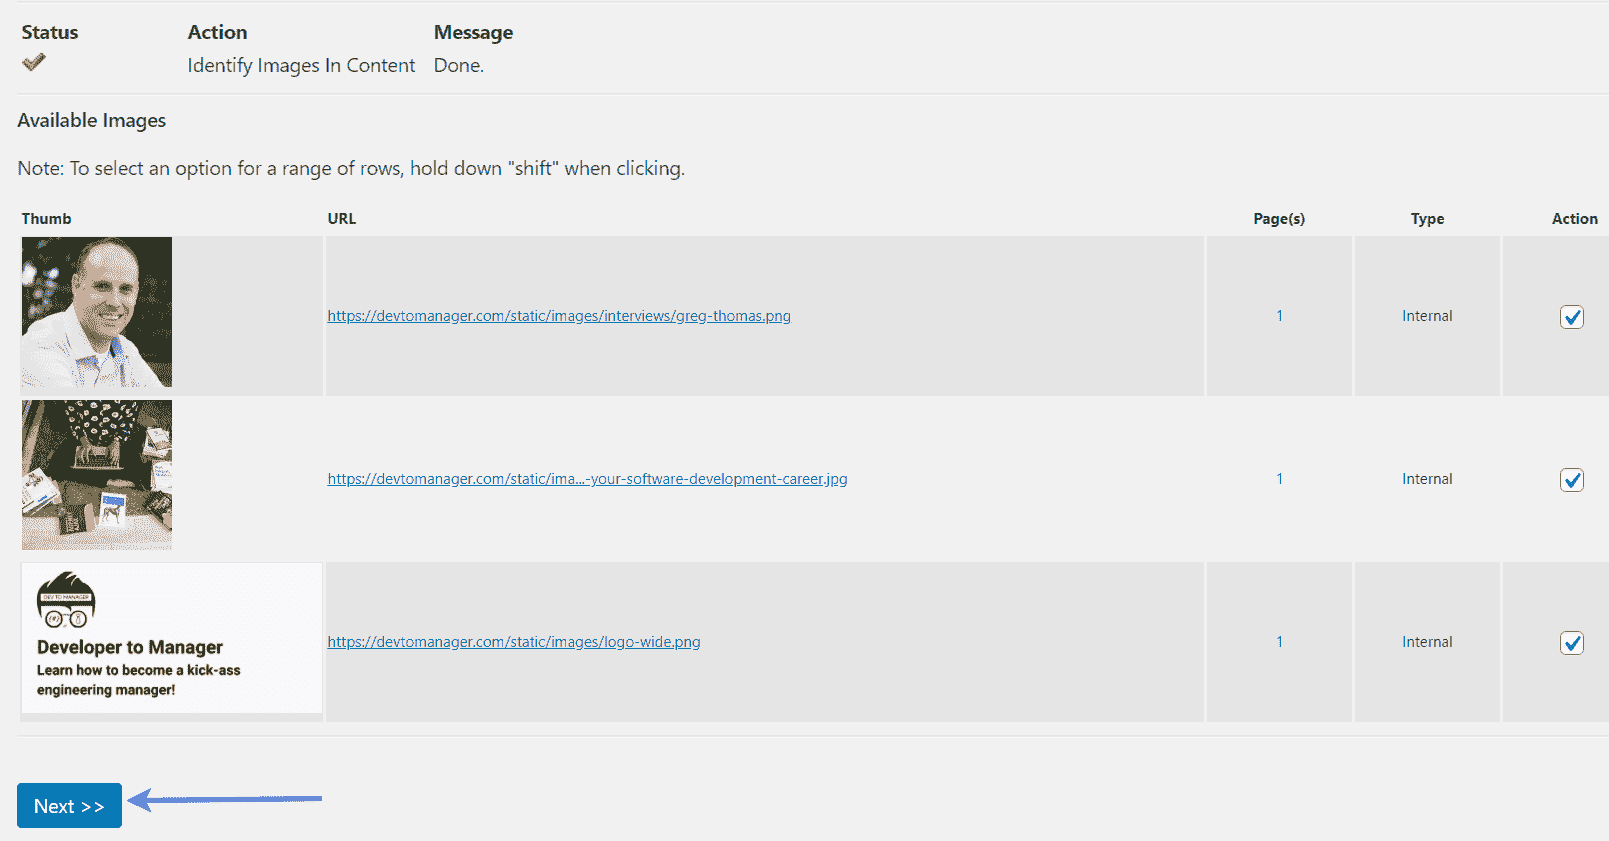 Status Action Message
Identify Images In Content Done.
Available Images
Note: To select an option for a range of rows, hold down "shift" when clicking.
Thumb URL Page(s) Type Action
https://devtomanager.com/static/images/interviews/greg-thomas.png 1 Internal
https://devtomanager.com/static/ima...-your-software-development-career.jpg 1 Internal
DEV TO MANAGER
Developer to Manager
Learn how to become a kick-ass
engineering manager!
https://devtomanager.com/static/images/logo-wide.png 1 Internal
Next >>